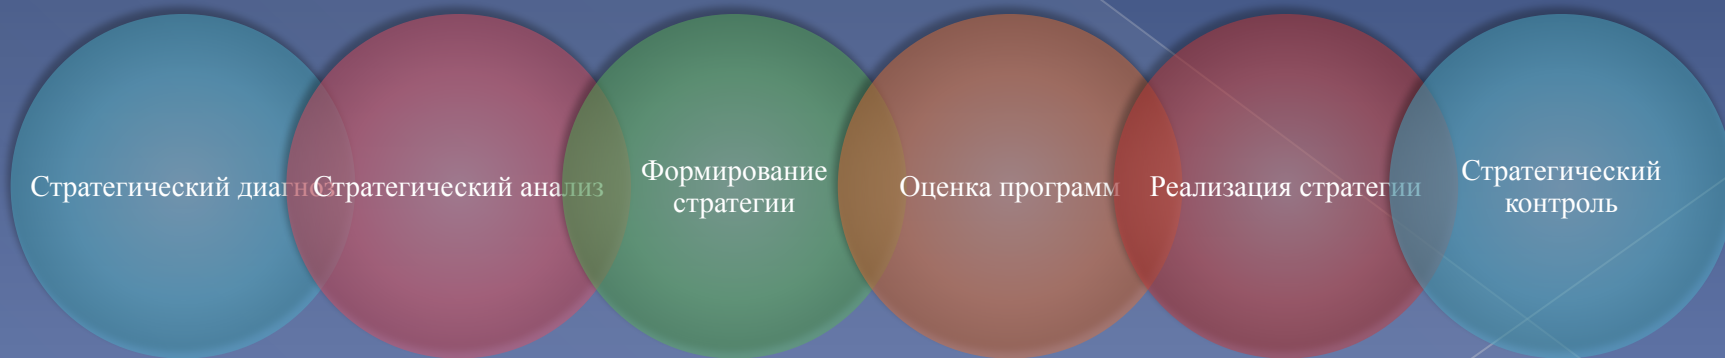 Стратегический диагноз
Стратегический анализ
Формирование
стратегии
Оценка программ
Реализация стратегии
Стратегический
контроль